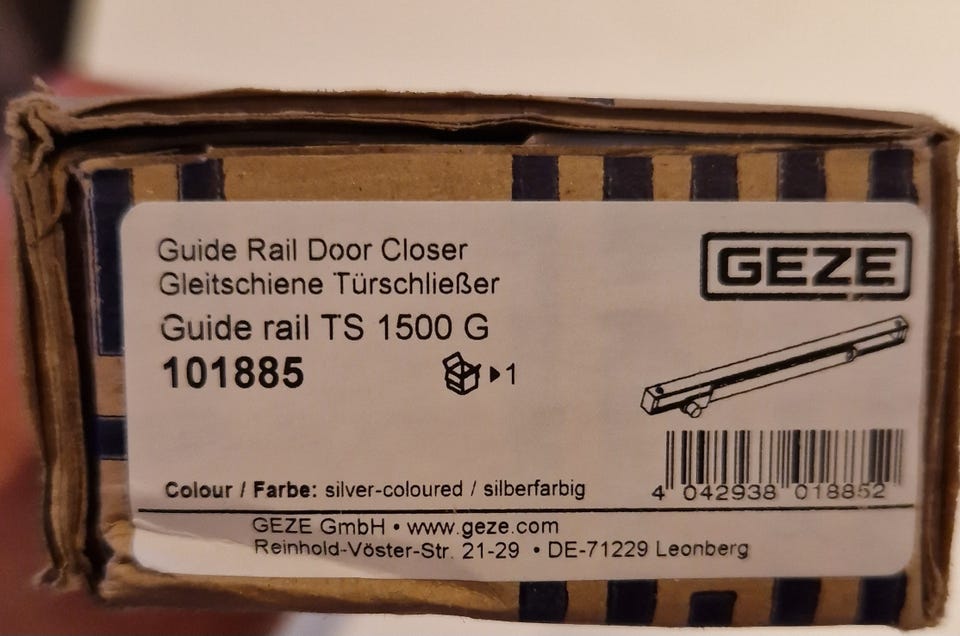 Guide Rail Door Closer
Gleitschiene Türschließer
GEZE
Guide rail TS 1500 G
101885
1
Colour / Farbe: silver-coloured / silberfarbig
4 042938 018852
GEZE GmbH • www.geze.com
Reinhold-Vöster-Str. 21-29 • DE-71229 Leonberg